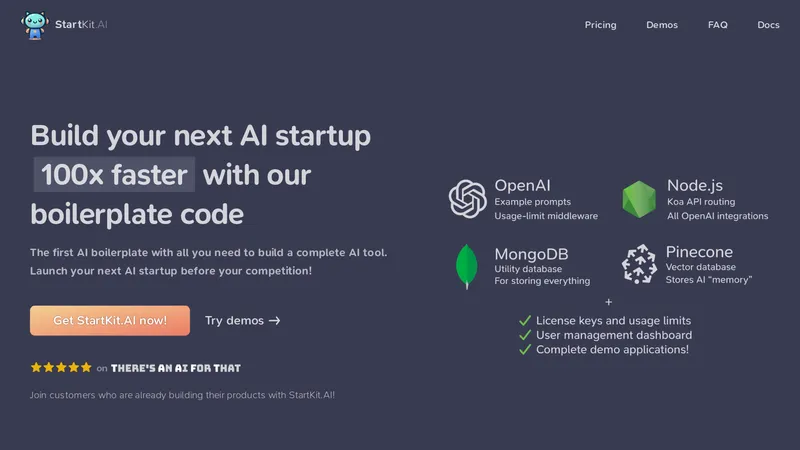 StartKit.AI
Pricing
Demos
FAQ
Docs
Build your next AI startup
100x faster with our
boilerplate code
The first AI boilerplate with all you need to build a complete AI tool.
Launch your next AI startup before your competition!
Get StartKit.AI now!
Try demos →
on THERE'S AN AI FOR THAT
Join customers who are already building their products with StartKit.AI!
OpenAI
Example prompts
Usage-limit middleware
Node.js
Koa API routing
All OpenAI integrations
MongoDB
Utility database
For storing everything
Pinecone
Vector database
Stores AI “memory”
+
License keys and usage limits
User management dashboard
Complete demo applications!